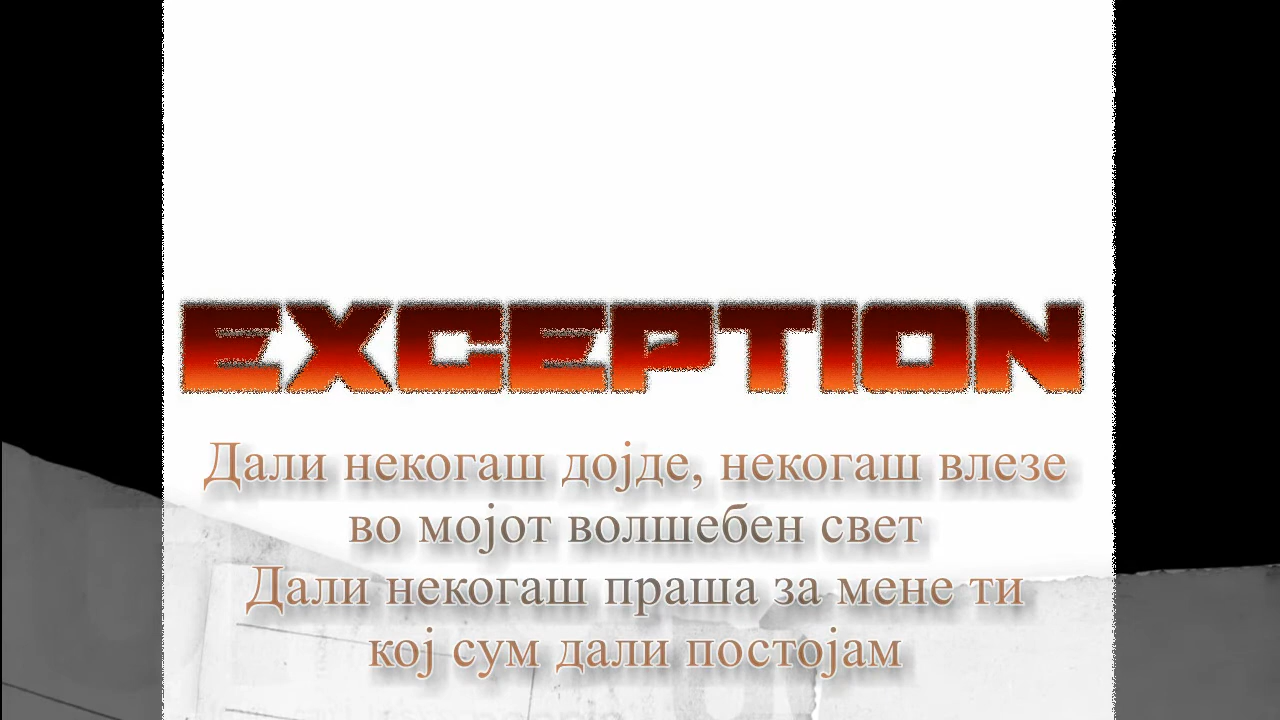 EXCEPTION
Дали некогаш дојде, некогаш влезе
во мојот волшебен свет
Дали некогаш праша за мене ти
кој сум дали постојам